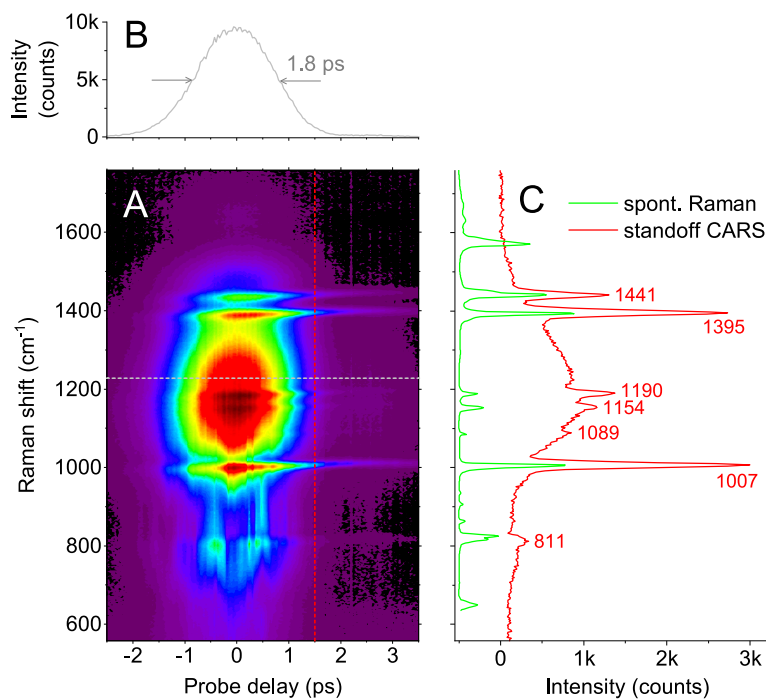 10k
5k
0
Intensity
(counts)
B
1.8 ps
A
C
spont. Raman
standoff CARS
1600
1400
1200
1000
800
600
Raman shift (cm⁻¹)
1441
1395
1190
1154
1089
1007
811
-2 -1 0 1 2 3
Probe delay (ps)
0 1k 2k 3k
Intensity (counts)